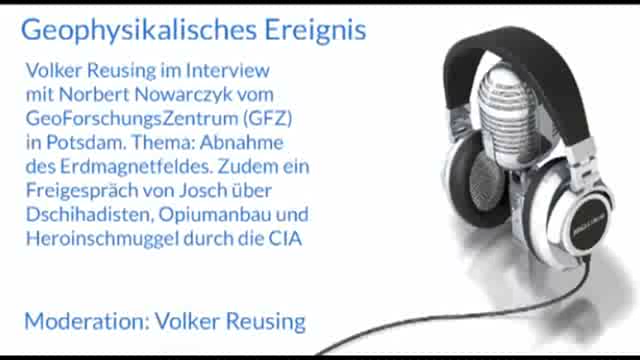 Geophysikalisches Ereignis
Volker Reusing im Interview
mit Norbert Nowarczyk vom
GeoForschungsZentrum (GFZ)
in Potsdam. Thema: Abnahme
des Erdmagnetfeldes. Zudem ein
Freigespräch von Josch über
Dschihadisten, Opiumanbau und
Heroinschmuggel durch die CIA
Moderation: Volker Reusing